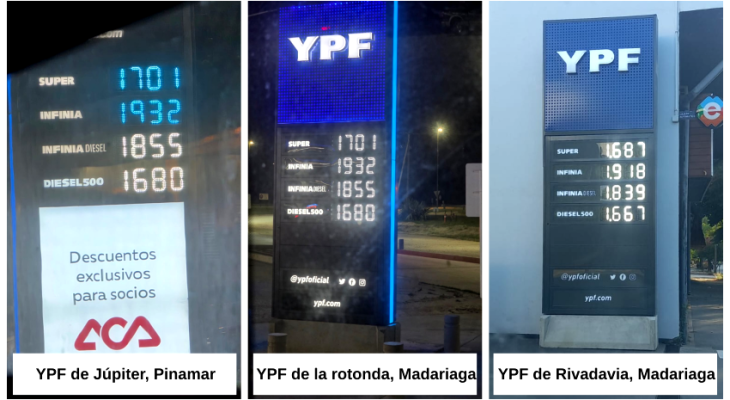 .com
SUPER 1701
INFINIA 1932
INFINIA DIESEL 1855
DIESEL500 1680
Descuentos
exclusivos
para socios
ACA
YPF de Júpiter, Pinamar
YPF
SUPER 1701
INFINIA 1932
INFINIA DIESEL 1855
DIESEL500 1680
@ypfoficial
ypf.com
YPF de la rotonda, Madariaga
YPF
SUPER 1.687
INFINIA 1.918
INFINIA DIESEL 1.839
DIESEL500 1.667
@ypfoficial
ypf.com
e
YPF de Rivadavia, Madariaga